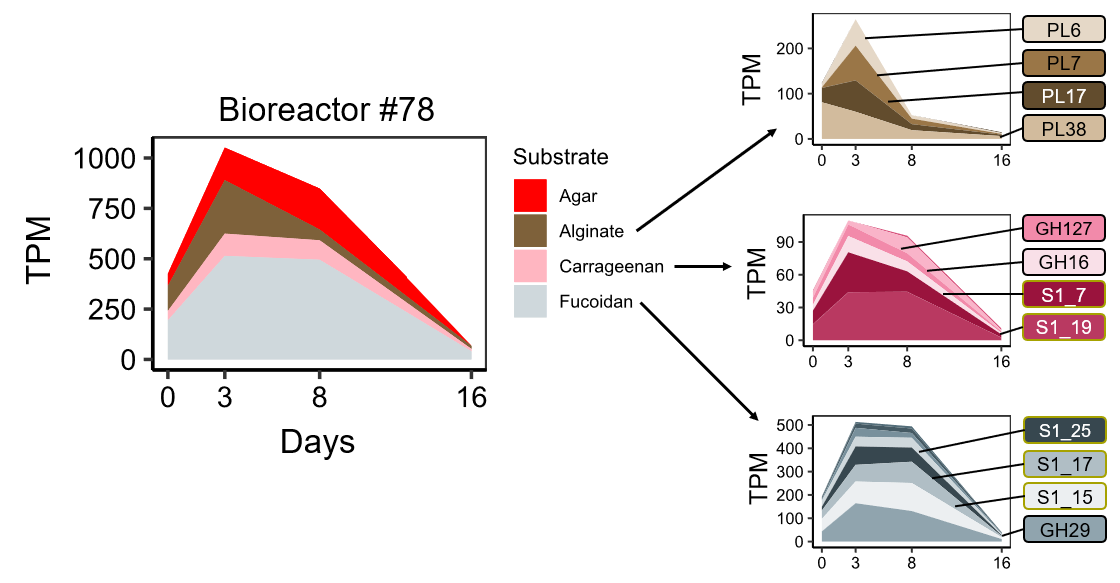 Bioreactor #78
TPM
1000
750
500
250
0
0 3 8 16
Days
Substrate
Agar
Alginate
Carrageenan
Fucoidan
TPM
200
100
0
0 3 8 16
PL6
PL7
PL17
PL38
TPM
90
60
30
0
0 3 8 16
GH127
GH16
S1_7
S1_19
TPM
500
400
300
200
100
0
0 3 8 16
S1_25
S1_17
S1_15
GH29